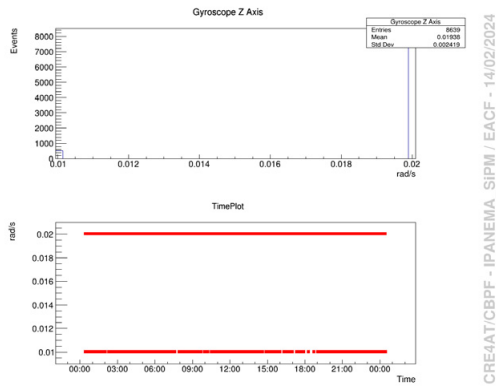 Gyroscope Z Axis
Gyroscope Z Axis
Entries 8639
Mean 0.01938
Std Dev 0.002419
Events
8000
7000
6000
5000
4000
3000
2000
1000
0
0.01 0.012 0.014 0.016 0.018 0.02
rad/s
TimePlot
rad/s
0.02
0.018
0.016
0.014
0.012
0.01
00:00 03:00 06:00 09:00 12:00 15:00 18:00 21:00 00:00
Time
CRE4AT/CBPF - IPANEMA SiPM / EACF - 14/02/2024